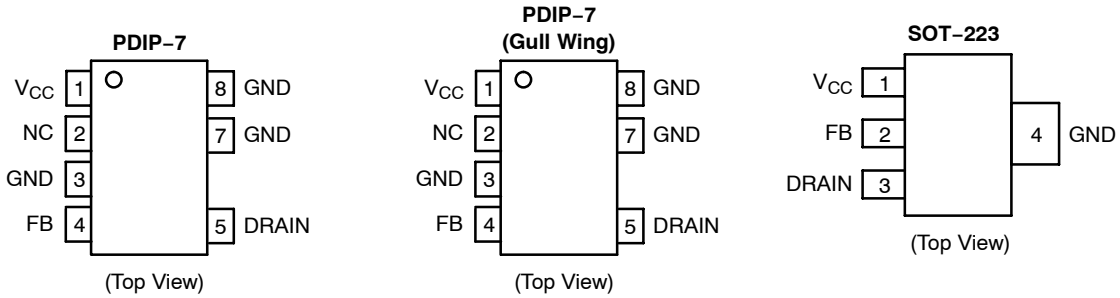 PDIP−7
VCC 1 8 GND
NC 2 7 GND
GND 3
FB 4 5 DRAIN
(Top View)
PDIP−7
(Gull Wing)
VCC 1 8 GND
NC 2 7 GND
GND 3
FB 4 5 DRAIN
(Top View)
SOT−223
VCC 1
FB 2 4 GND
DRAIN 3
(Top View)